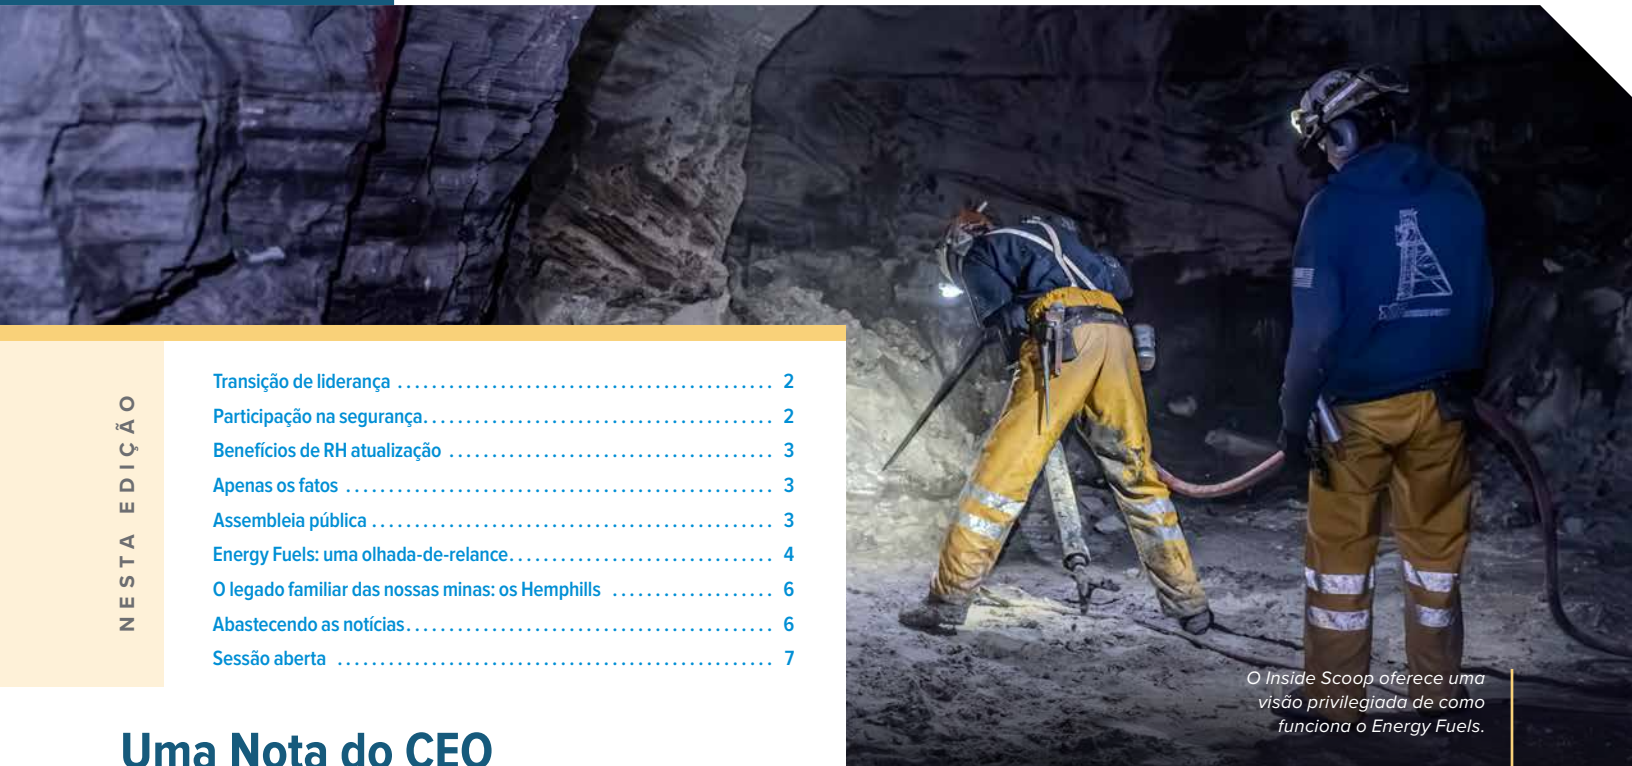 NESTA EDIÇÃO
Transição de liderança ............................................ 2
Participação na segurança......................................... 2
Benefícios de RH atualização ...................................... 3
Apenas os fatos .................................................. 3
Assembleia pública ............................................... 3
Energy Fuels: uma olhada-de-relance............................... 4
O legado familiar das nossas minas: os Hemphills ................... 6
Abastecendo as notícias........................................... 6
Sessão aberta ................................................... 7
Uma Nota do CEO
O Inside Scoop oferece uma
visão privilegiada de como
funciona o Energy Fuels.